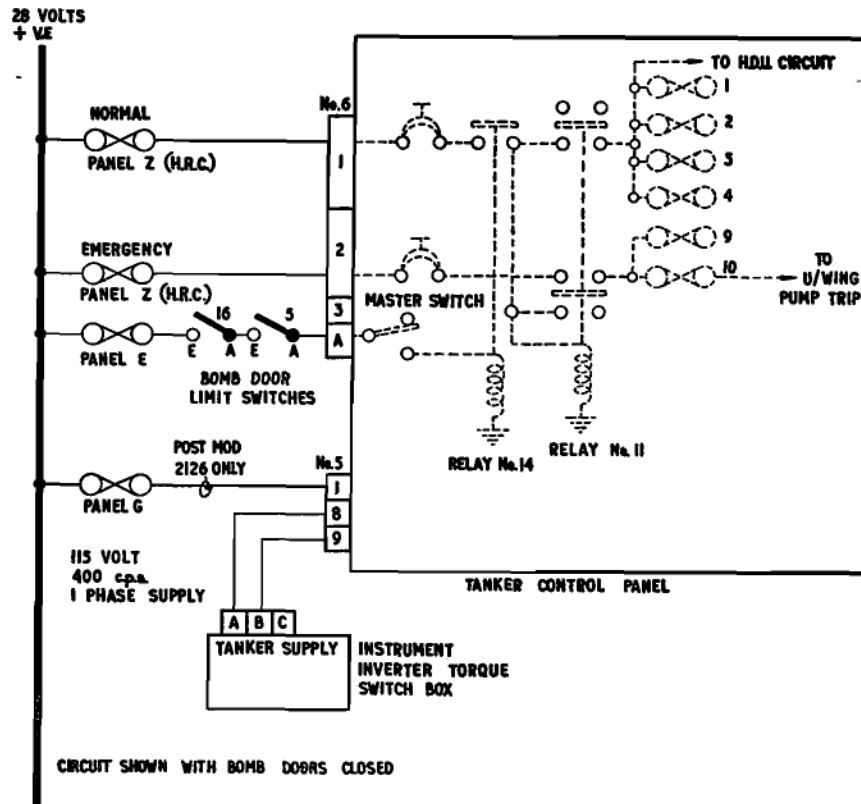 28 VOLTS
+ V.E
NORMAL
PANEL Z (H.R.C.)
No.6
1
2
3
A
TO H.D.U. CIRCUIT
1
2
3
4
9
10
TO
U/WING
PUMP TRIP
EMERGENCY
PANEL Z (H.R.C.)
MASTER SWITCH
PANEL E
E
16
A
E
5
A
BOMB DOOR
LIMIT SWITCHES
RELAY No.14
RELAY No.11
POST MOD
2126 ONLY
PANEL G
No.5
1
8
9
115 VOLT
400 c.p.s.
1 PHASE SUPPLY
TANKER CONTROL PANEL
A B C
TANKER SUPPLY
INSTRUMENT
INVERTER TORQUE
SWITCH BOX
CIRCUIT SHOWN WITH BOMB DOORS CLOSED